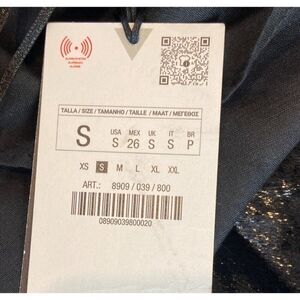 TALLA / SIZE / TAMANHO / TAILLE / MAAT / ΜΕΓΕΘΟΣ
S
USA MEX UK IT BR
S 26 S S P
XS S M L XL XXL
ART.: 8909 / 039 / 800
08909039800020